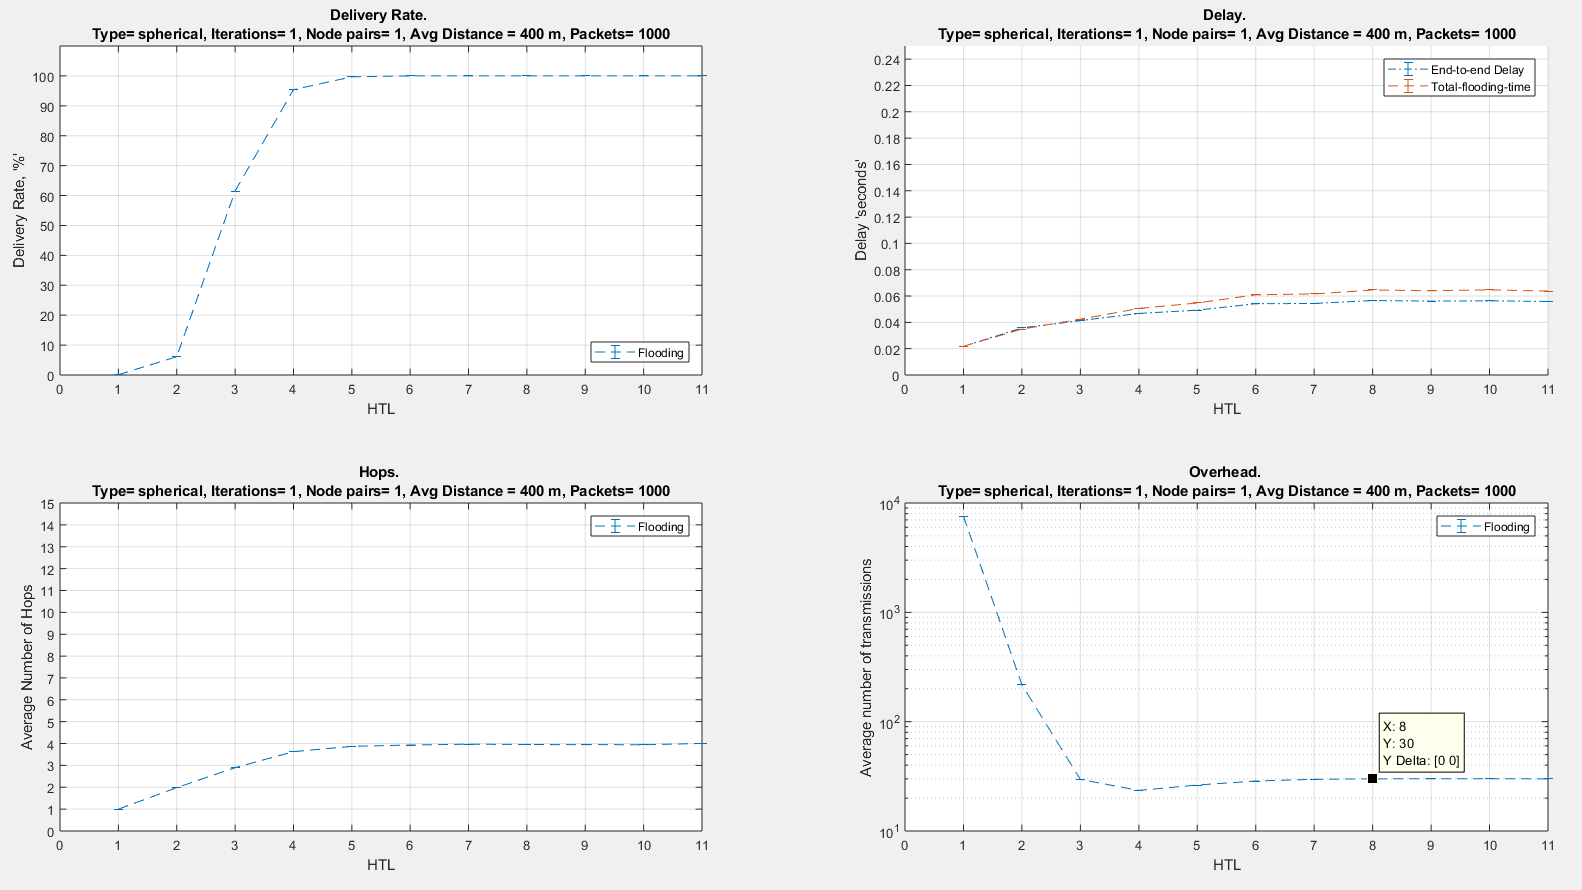 Delivery Rate.
Type= spherical, Iterations= 1, Node pairs= 1, Avg Distance = 400 m, Packets= 1000
Delivery Rate, '%'
100
90
80
70
60
50
40
30
20
10
0
Flooding
0 1 2 3 4 5 6 7 8 9 10 11
HTL
Delay.
Type= spherical, Iterations= 1, Node pairs= 1, Avg Distance = 400 m, Packets= 1000
Delay 'seconds'
0.24
0.22
0.2
0.18
0.16
0.14
0.12
0.1
0.08
0.06
0.04
0.02
0
End-to-end Delay
Total-flooding-time
0 1 2 3 4 5 6 7 8 9 10 11
HTL
Hops.
Type= spherical, Iterations= 1, Node pairs= 1, Avg Distance = 400 m, Packets= 1000
Average Number of Hops
15
14
13
12
11
10
9
8
7
6
5
4
3
2
1
0
Flooding
0 1 2 3 4 5 6 7 8 9 10 11
HTL
Overhead.
Type= spherical, Iterations= 1, Node pairs= 1, Avg Distance = 400 m, Packets= 1000
Average number of transmissions
10^4
10^3
10^2
10^1
Flooding
X: 8
Y: 30
Y Delta: [0 0]
0 1 2 3 4 5 6 7 8 9 10 11
HTL